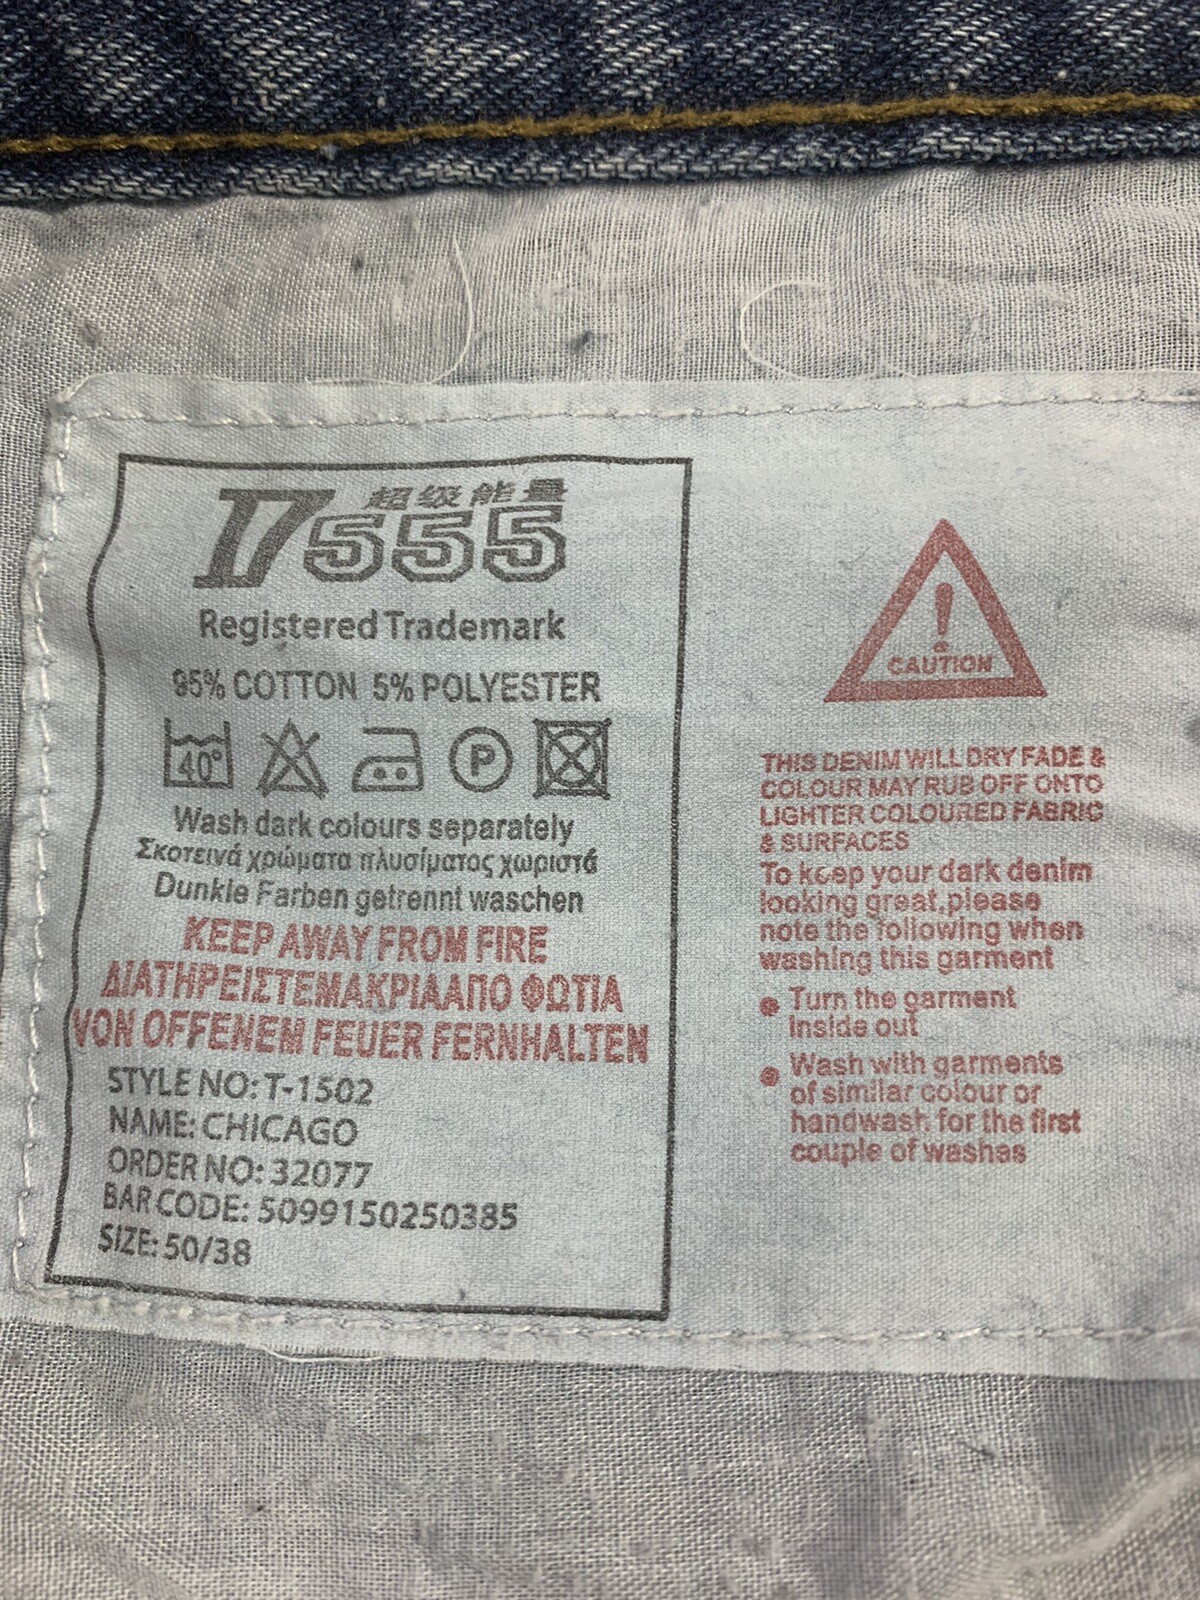 超级能量
D555
Registered Trademark
95% COTTON 5% POLYESTER
40° P
Wash dark colours separately
Σκοτεινά χρώματα πλυσίματος χωριστά
Dunkle Farben getrennt waschen
KEEP AWAY FROM FIRE
ΔΙΑΤΗΡΕΙΣΤΕΜΑΚΡΙΑΑΠΟ ΦΩΤΙΑ
VON OFFENEM FEUER FERNHALTEN
STYLE NO: T-1502
NAME: CHICAGO
ORDER NO: 32077
BAR CODE: 5099150250385
SIZE: 50/38
!
CAUTION
THIS DENIM WILL DRY FADE &
COLOUR MAY RUB OFF ONTO
LIGHTER COLOURED FABRIC
& SURFACES
To keep your dark denim
looking great,please
note the following when
washing this garment
• Turn the garment
inside out
• Wash with garments
of similar colour or
handwash for the first
couple of washes